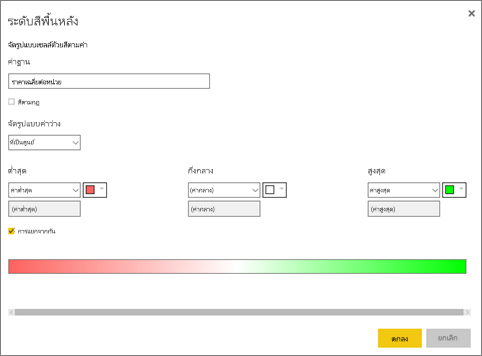 ระดับสีพื้นหลัง
จัดรูปแบบเซลล์ด้วยสีตามค่า
ค่าฐาน
ราคาเฉลี่ยต่อหน่วย
สีตามกฎ
จัดรูปแบบค่าว่าง
ที่เป็นศูนย์
ต่ำสุด กึ่งกลาง สูงสุด
ค่าต่ำสุด (ค่ากลาง) ค่าสูงสุด
(ค่าต่ำสุด) (ค่ากลาง) (ค่าสูงสุด)
การแยกจากกัน
ตกลง ยกเลิก